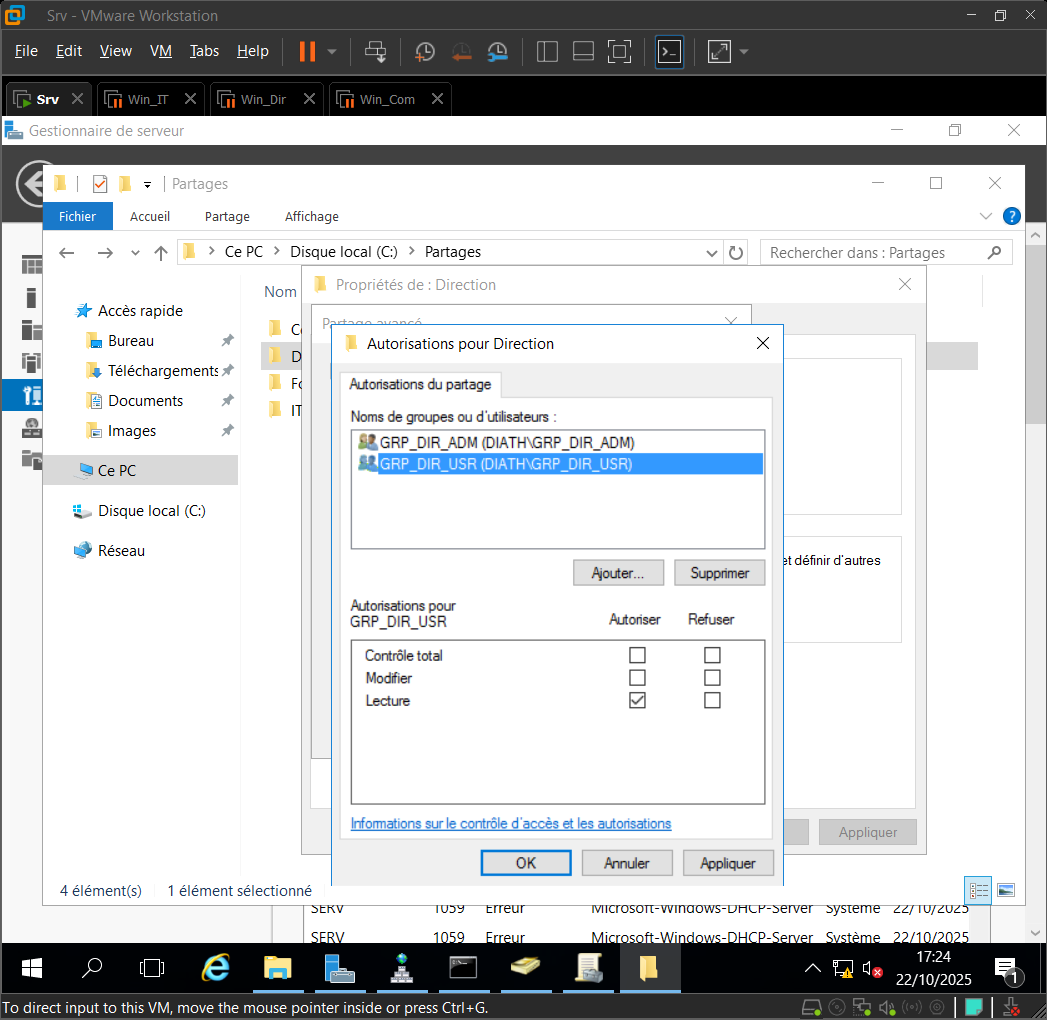 Srv - VMware Workstation
File Edit View VM Tabs Help
Srv Win_IT Win_Dir Win_Com
Gestionnaire de serveur
Partages
Fichier Accueil Partage Affichage
Ce PC Disque local (C:) Partages
Rechercher dans : Partages
Nom
Propriétés de : Direction
Accès rapide
Bureau
Téléchargements
Documents
Images
Ce PC
Disque local (C:)
Réseau
IT
Partage avancé
Autorisations pour Direction
Autorisations du partage
Noms de groupes ou d'utilisateurs :
GRP_DIR_ADM (DIATH\GRP_DIR_ADM)
GRP_DIR_USR (DIATH\GRP_DIR_USR)
Ajouter... Supprimer
et définir d'autres
Autorisations pour
GRP_DIR_USR
Autoriser Refuser
Contrôle total
Modifier
Lecture
Informations sur le contrôle d'accès et les autorisations
OK Annuler Appliquer
Appliquer
4 élément(s) 1 élément sélectionné
SERV 1059 Erreur Microsoft-Windows-DHCP-Server Système 22/10/2025
SERV 1059 Erreur Microsoft-Windows-DHCP-Server Système 22/10/2025
17:24
22/10/2025
1
To direct input to this VM, move the mouse pointer inside or press Ctrl+G.